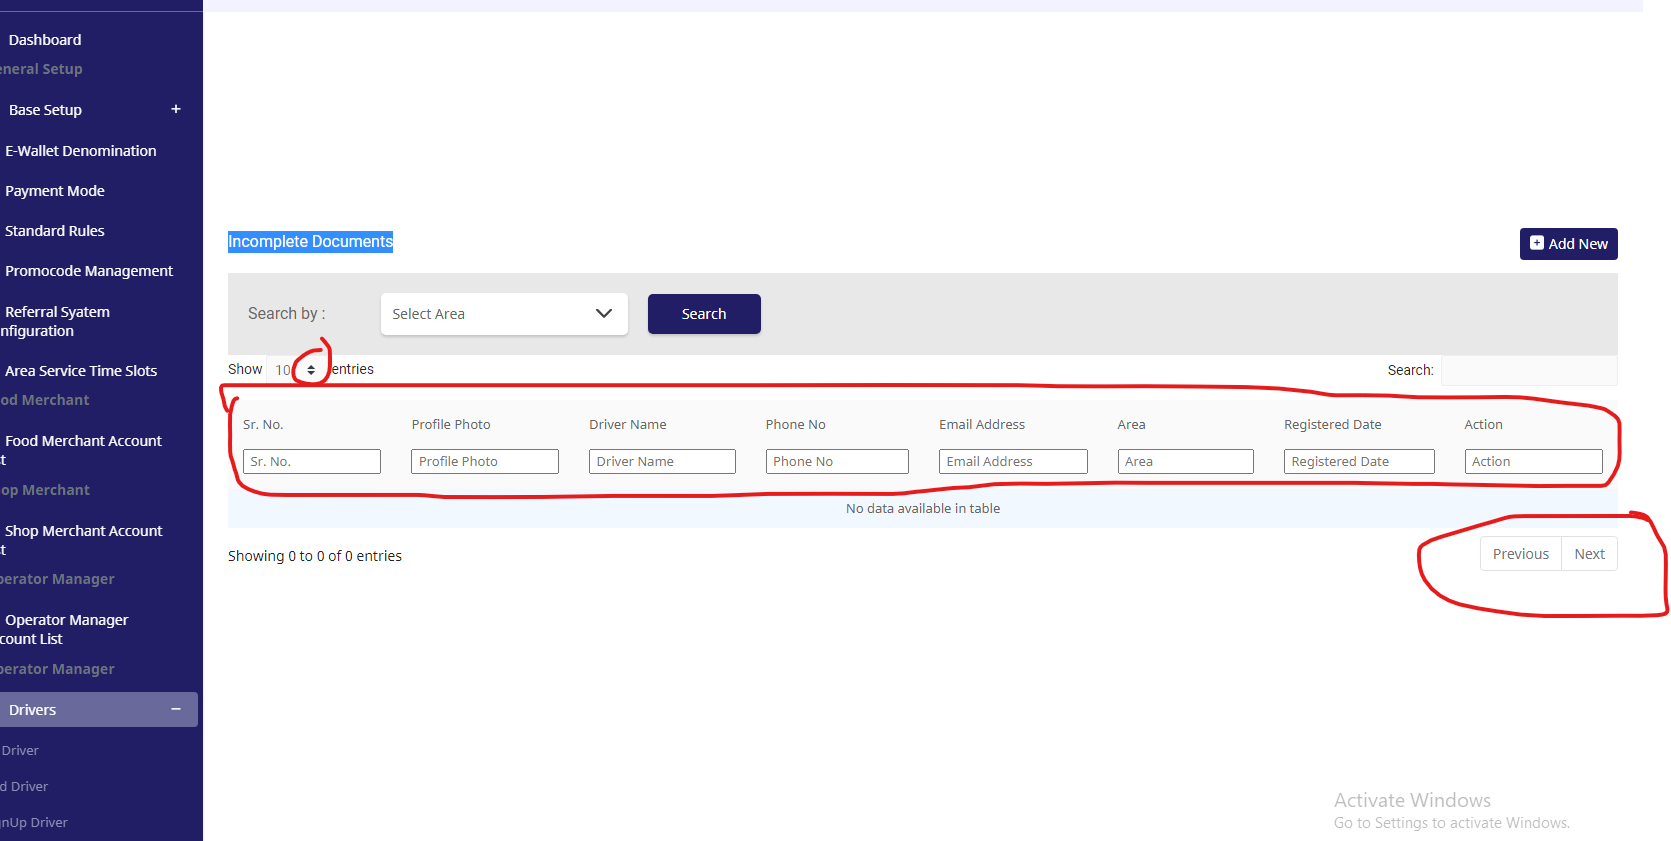 Dashboard
eneral Setup
Base Setup +
E-Wallet Denomination
Payment Mode
Standard Rules
Promocode Management
Referral Syatem
nfiguration
Area Service Time Slots
od Merchant
Food Merchant Account
t
op Merchant
Shop Merchant Account
t
perator Manager
Operator Manager
count List
perator Manager
Drivers −
Driver
d Driver
nUp Driver
Incomplete Documents
Add New
Search by :
Select Area
Search
Show 10 entries
Search:
Sr. No. Profile Photo Driver Name Phone No Email Address Area Registered Date Action
Sr. No. Profile Photo Driver Name Phone No Email Address Area Registered Date Action
No data available in table
Showing 0 to 0 of 0 entries
Previous Next
Activate Windows
Go to Settings to activate Windows.